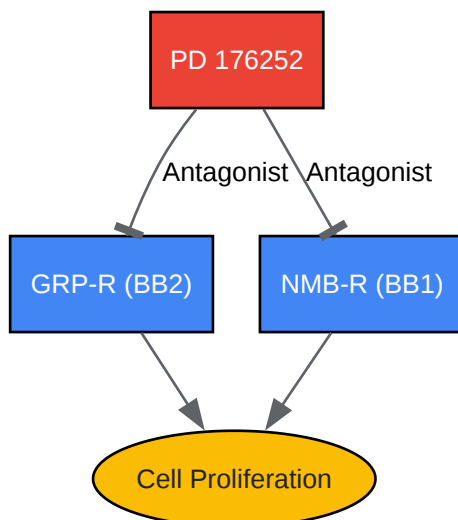 PD 176252
Antagonist
Antagonist
GRP-R (BB2)
NMB-R (BB1)
Cell Proliferation